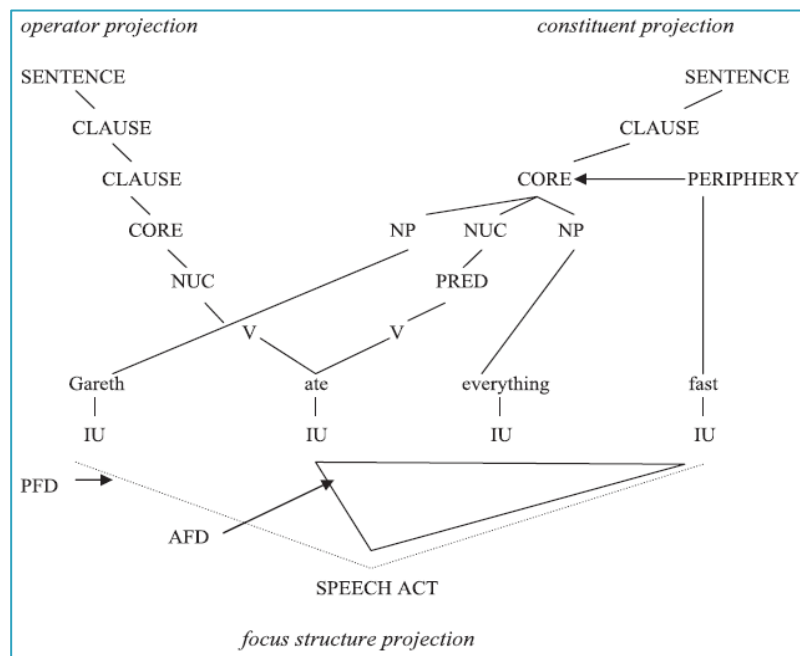 operator projection constituent projection
SENTENCE SENTENCE
CLAUSE CLAUSE
CLAUSE CORE PERIPHERY
CORE NP NUC NP
NUC PRED
V V
Gareth ate everything fast
IU IU IU IU
PFD
AFD
SPEECH ACT
focus structure projection